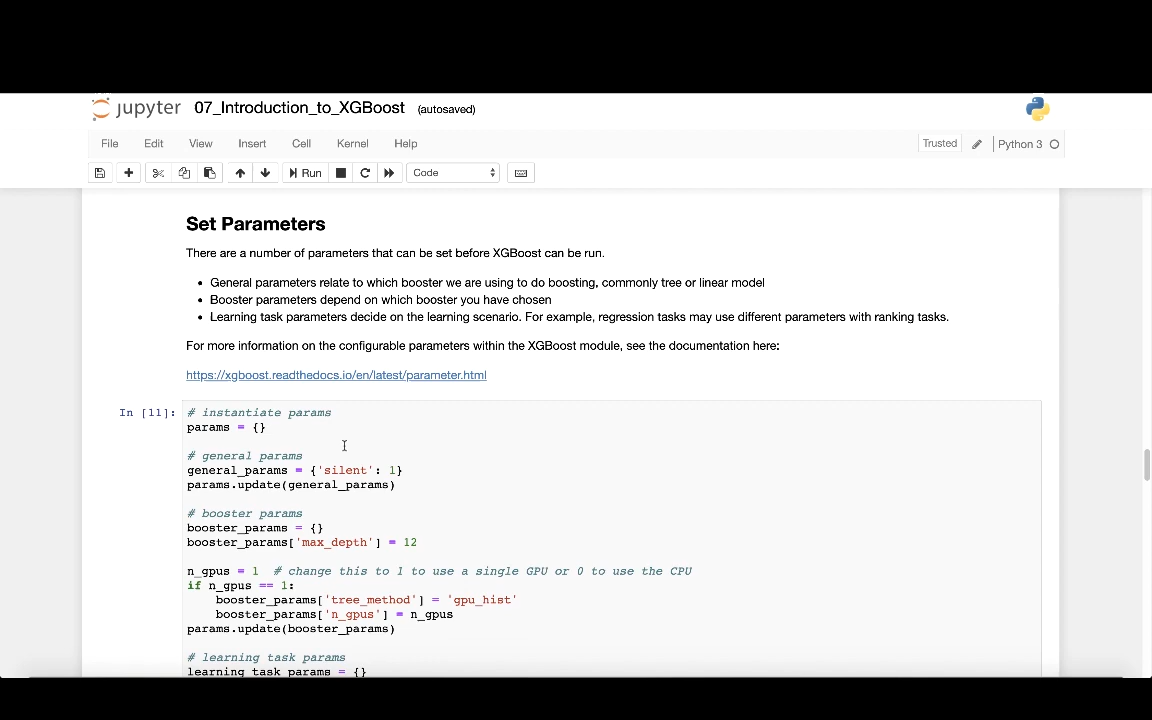 jupyter 07_Introduction_to_XGBoost (autosaved)
File Edit View Insert Cell Kernel Help Trusted Python 3
Run Code
Set Parameters
There are a number of parameters that can be set before XGBoost can be run.
General parameters relate to which booster we are using to do boosting, commonly tree or linear model
Booster parameters depend on which booster you have chosen
Learning task parameters decide on the learning scenario. For example, regression tasks may use different parameters with ranking tasks.
For more information on the configurable parameters within the XGBoost module, see the documentation here:
https://xgboost.readthedocs.io/en/latest/parameter.html
In [11]: # instantiate params
params = {}
# general params
general_params = {'silent': 1}
params.update(general_params)
# booster params
booster_params = {}
booster_params['max_depth'] = 12
n_gpus = 1 # change this to 1 to use a single GPU or 0 to use the CPU
if n_gpus == 1:
booster_params['tree_method'] = 'gpu_hist'
booster_params['n_gpus'] = n_gpus
params.update(booster_params)
# learning task params
learning_task_params = {}